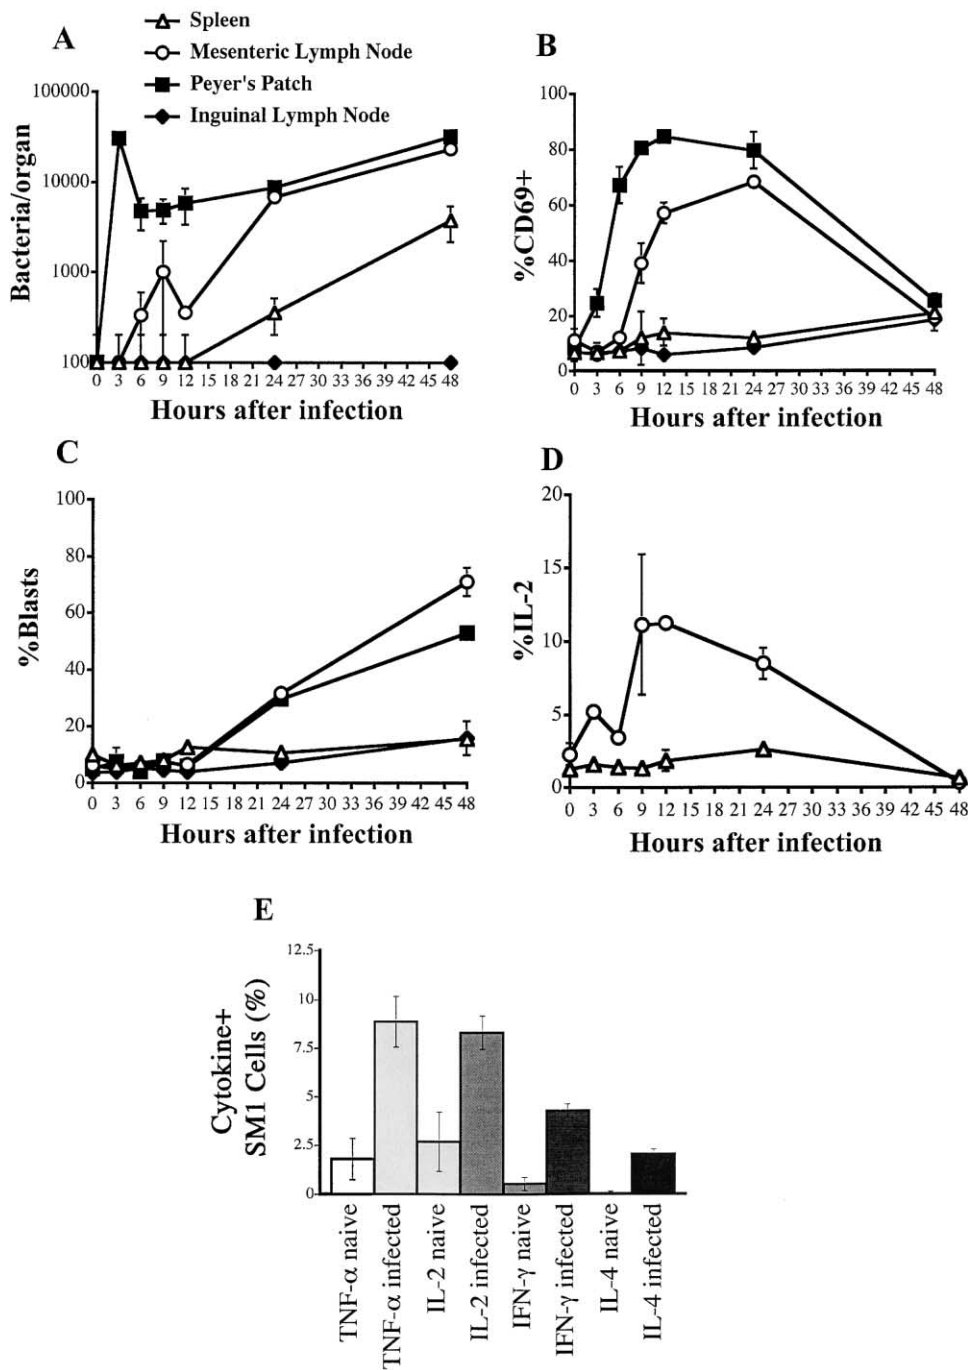 A
Spleen
Mesenteric Lymph Node
Peyer's Patch
Inguinal Lymph Node
100000
10000
1000
100
Bacteria/organ
0 3 6 9 12 15 18 21 24 27 30 33 36 39 42 45 48
Hours after infection
B
100
80
60
40
20
0
%CD69+
0 3 6 9 12 15 18 21 24 27 30 33 36 39 42 45 48
Hours after infection
C
100
80
60
40
20
0
%Blasts
0 3 6 9 12 15 18 21 24 27 30 33 36 39 42 45 48
Hours after infection
D
20
15
10
5
0
%IL-2
0 3 6 9 12 15 18 21 24 27 30 33 36 39 42 45 48
Hours after infection
E
12.5
10
7.5
5
2.5
0
Cytokine+
SM1 Cells (%)
TNF-α naive
TNF-α infected
IL-2 naive
IL-2 infected
IFN-γ naive
IFN-γ infected
IL-4 naive
IL-4 infected